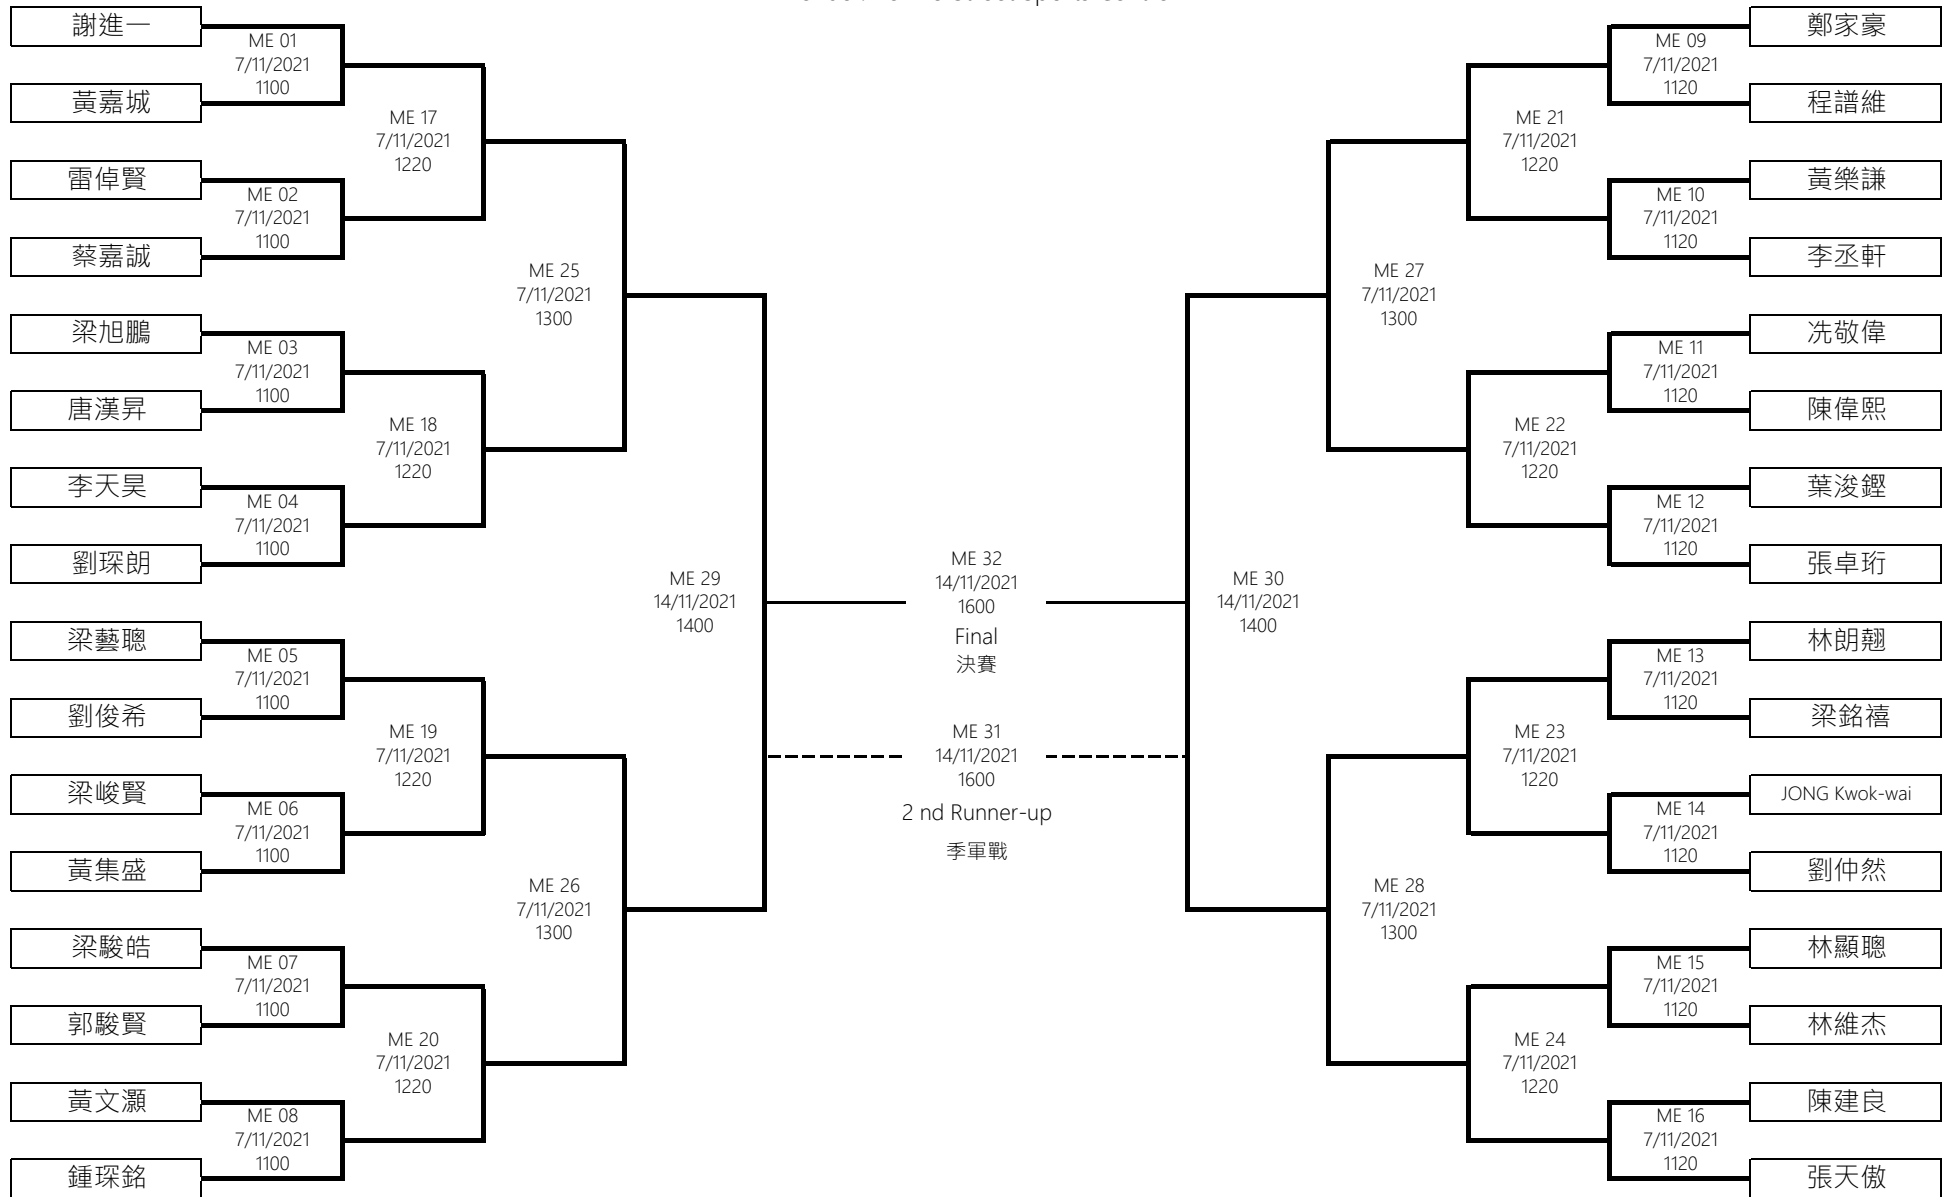 謝進一
ME 01
7/11/2021
1100
黃嘉城
ME 17
7/11/2021
1220
雷倬賢
ME 02
7/11/2021
1100
蔡嘉誠
ME 25
7/11/2021
1300
梁旭鵬
ME 03
7/11/2021
1100
唐漢昇
ME 18
7/11/2021
1220
李天昊
ME 04
7/11/2021
1100
劉琛朗
ME 29
14/11/2021
1400
梁藝聰
ME 05
7/11/2021
1100
劉俊希
ME 19
7/11/2021
1220
梁峻賢
ME 06
7/11/2021
1100
黃集盛
ME 26
7/11/2021
1300
梁駿皓
ME 07
7/11/2021
1100
郭駿賢
ME 20
7/11/2021
1220
黃文灝
ME 08
7/11/2021
1100
鍾琛銘
ME 32
14/11/2021
1600
Final
決賽
ME 31
14/11/2021
1600
2 nd Runner-up
季軍戰
鄭家豪
ME 09
7/11/2021
1120
程譜維
ME 21
7/11/2021
1220
黃樂謙
ME 10
7/11/2021
1120
李丞軒
ME 27
7/11/2021
1300
冼敬偉
ME 11
7/11/2021
1120
陳偉熙
ME 22
7/11/2021
1220
葉浚鏗
ME 12
7/11/2021
1120
張卓珩
ME 30
14/11/2021
1400
林朗翹
ME 13
7/11/2021
1120
梁銘禧
ME 23
7/11/2021
1220
JONG Kwok-wai
ME 14
7/11/2021
1120
劉仲然
ME 28
7/11/2021
1300
林顯聰
ME 15
7/11/2021
1120
林維杰
ME 24
7/11/2021
1220
陳建良
ME 16
7/11/2021
1120
張天傲